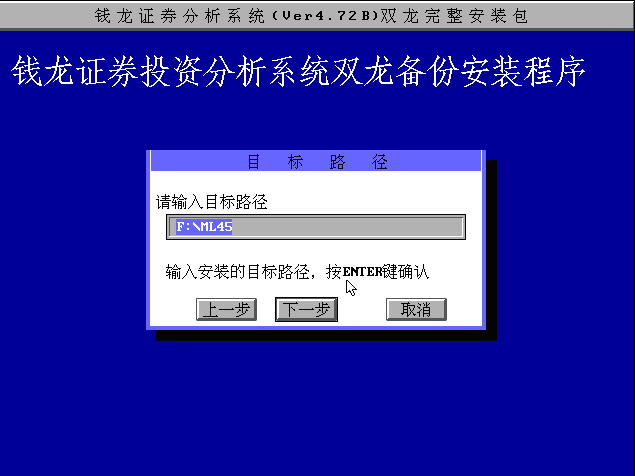 钱龙证券分析系统(Ver4.72B)双龙完整安装包
钱龙证券投资分析系统双龙备份安装程序
目 标 路 径
请输入目标路径
F:\ML45
输入安装的目标路径，按ENTER键确认
上一步 下一步 取消